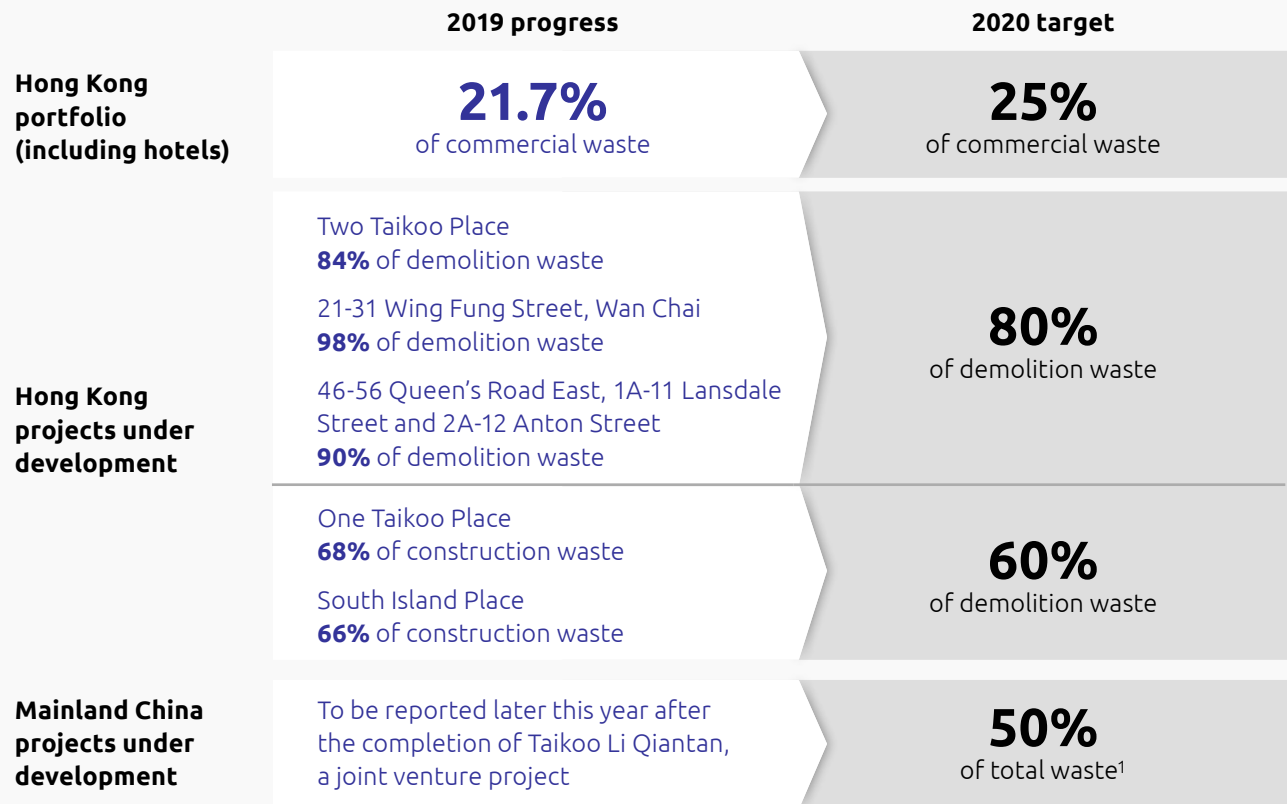 2019 progress
2020 target
Hong Kong
portfolio
(including hotels)
21.7%
of commercial waste
25%
of commercial waste
Hong Kong
projects under
development
Two Taikoo Place
84% of demolition waste
21-31 Wing Fung Street, Wan Chai
98% of demolition waste
46-56 Queen’s Road East, 1A-11 Lansdale
Street and 2A-12 Anton Street
90% of demolition waste
80%
of demolition waste
One Taikoo Place
68% of construction waste
South Island Place
66% of construction waste
60%
of demolition waste
Mainland China
projects under
development
To be reported later this year after
the completion of Taikoo Li Qiantan,
a joint venture project
50%
of total waste¹